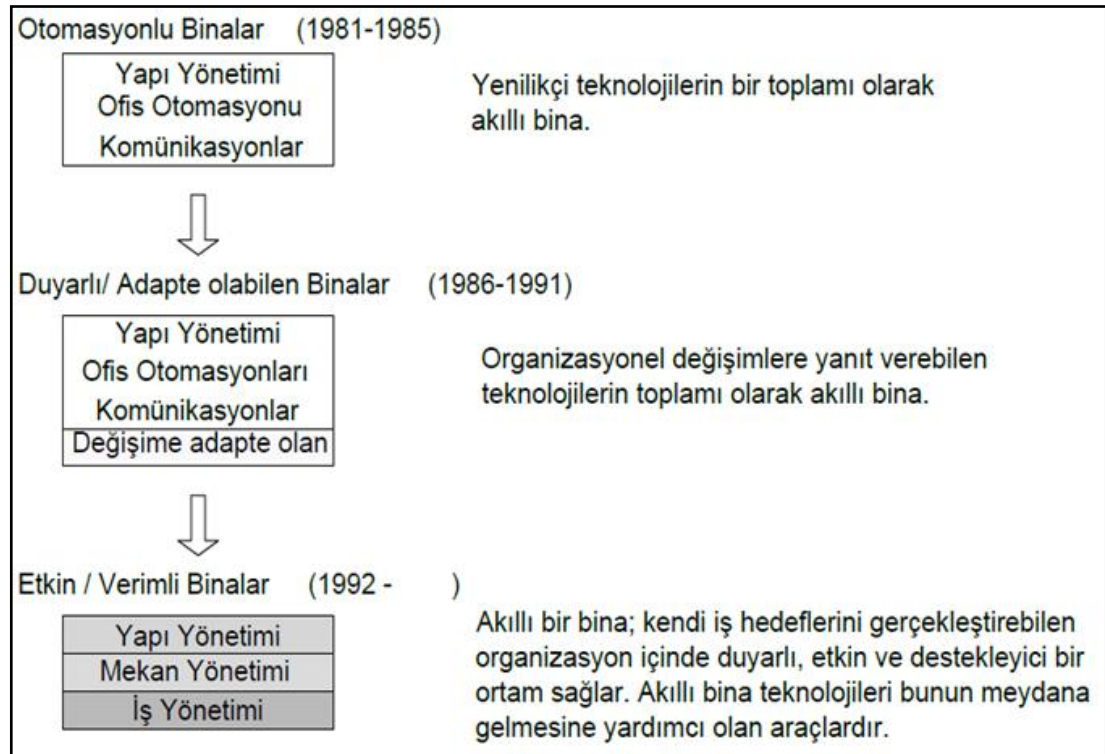 Otomasyonlu Binalar (1981-1985)
Yapı Yönetimi
Ofis Otomasyonu
Komünikasyonlar
Yenilikçi teknolojilerin bir toplamı olarak
akıllı bina.
Duyarlı/ Adapte olabilen Binalar (1986-1991)
Yapı Yönetimi
Ofis Otomasyonları
Komünikasyonlar
Değişime adapte olan
Organizasyonel değişimlere yanıt verebilen
teknolojilerin toplamı olarak akıllı bina.
Etkin / Verimli Binalar (1992 - )
Yapı Yönetimi
Mekan Yönetimi
İş Yönetimi
Akıllı bir bina; kendi iş hedeflerini gerçekleştirebilen
organizasyon içinde duyarlı, etkin ve destekleyici bir
ortam sağlar. Akıllı bina teknolojileri bunun meydana
gelmesine yardımcı olan araçlardır.